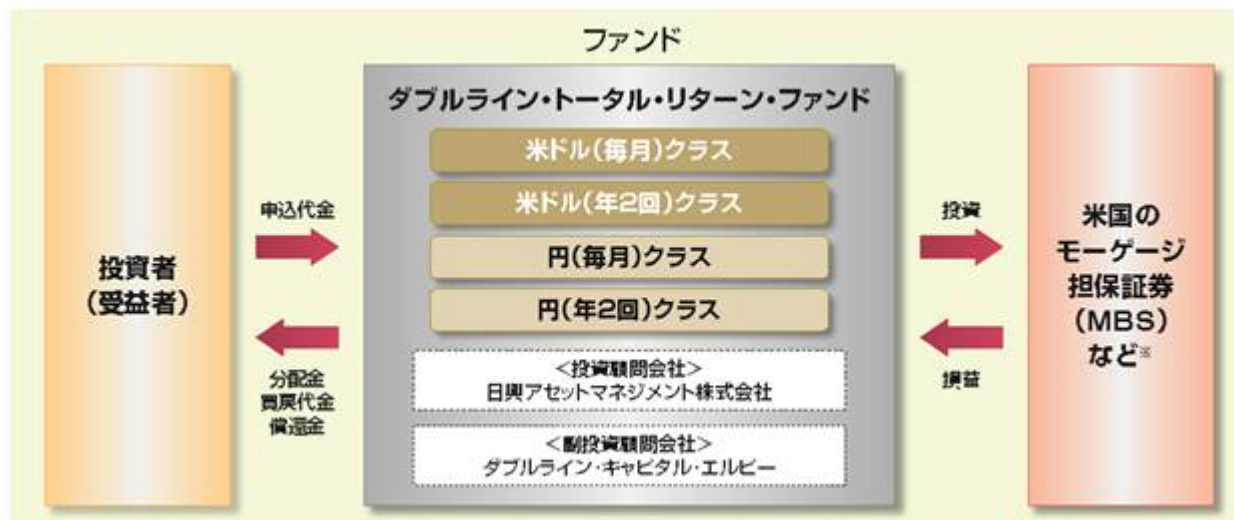 ファンド
投資者
(受益者)
申込代金
分配金
買戻代金
償還金
ダブルライン・トータル・リターン・ファンド
米ドル(毎月)クラス
米ドル(年2回)クラス
円(毎月)クラス
円(年2回)クラス
<投資顧問会社>
日興アセットマネジメント株式会社
<副投資顧問会社>
ダブルライン・キャピタル・エルピー
投資
損益
米国の
モーゲージ
担保証券
(MBS)
など※